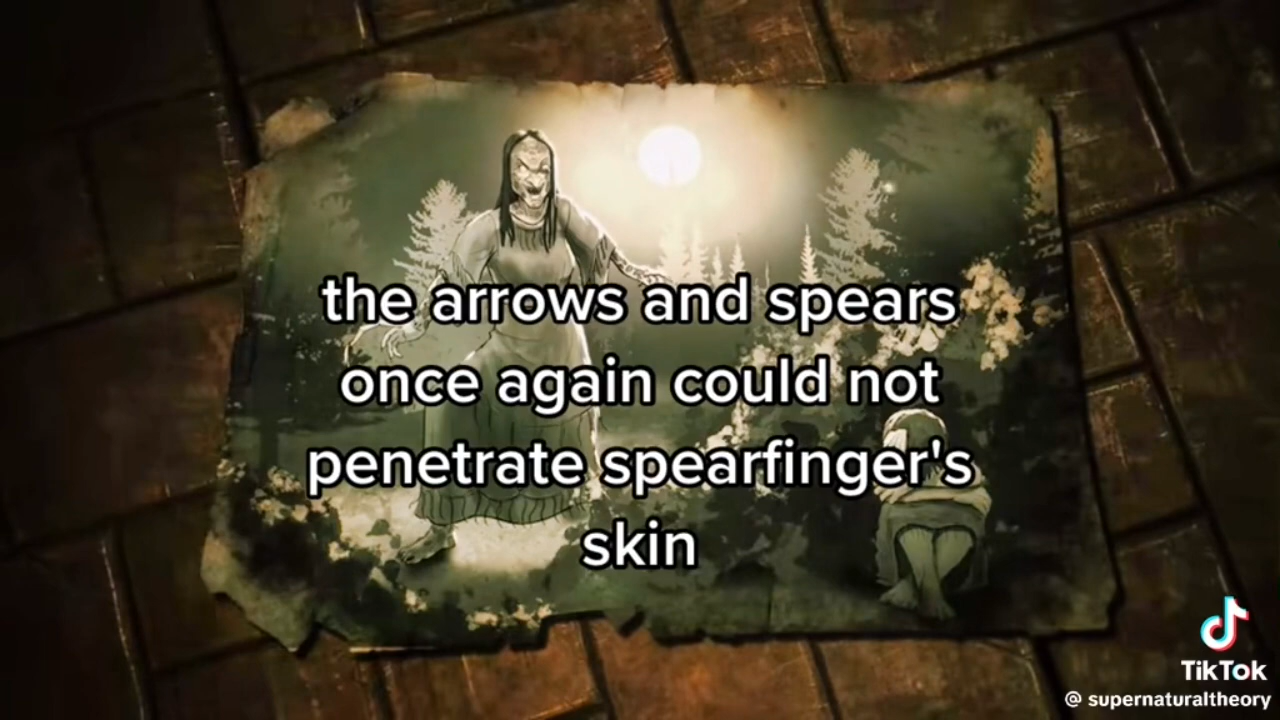 the arrows and spears
once again could not
penetrate spearfinger's
skin
TikTok
@ supernaturaltheory